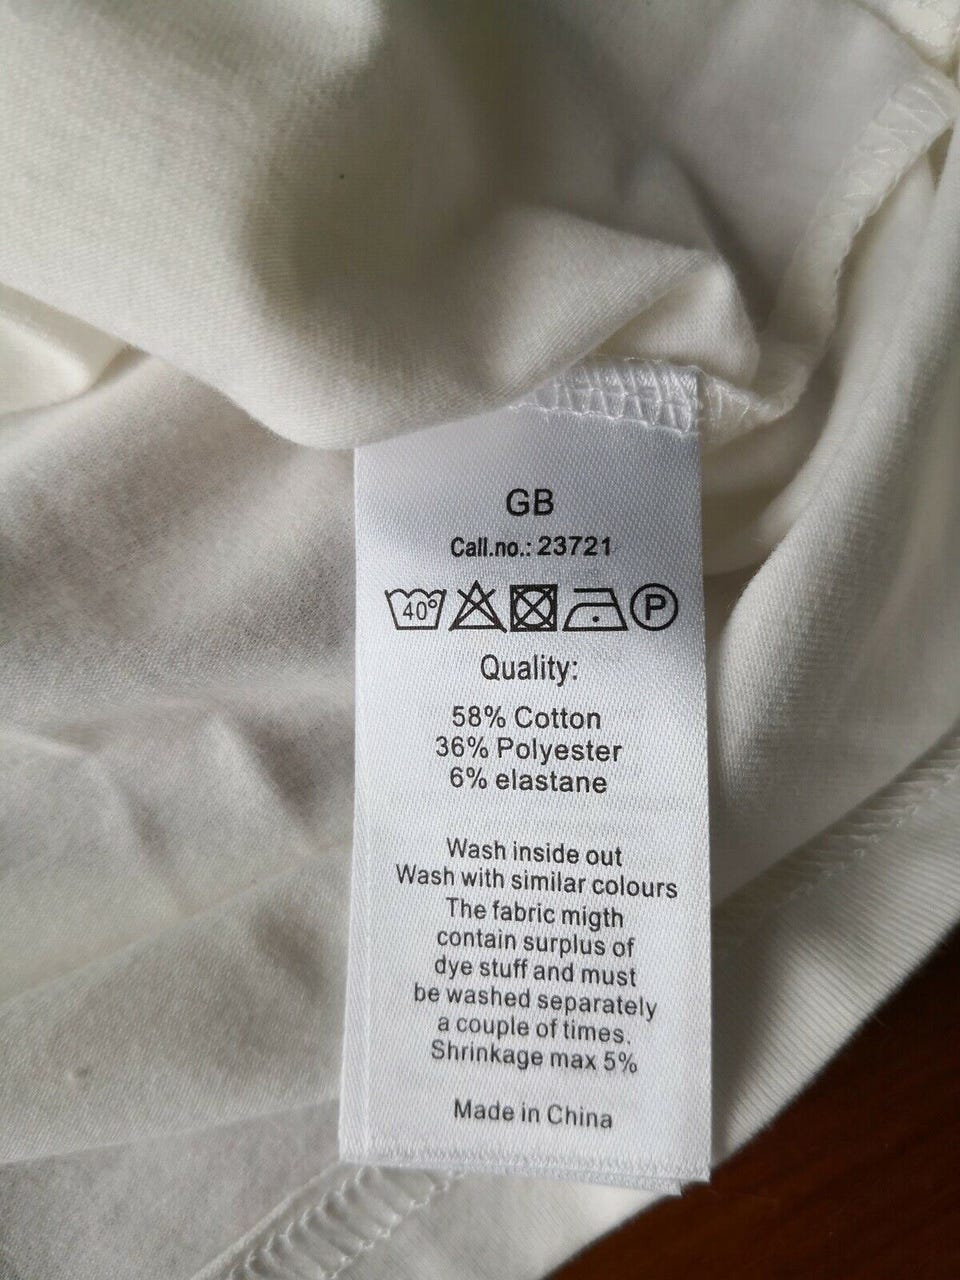 GB
Call.no.: 23721
40° P
Quality:
58% Cotton
36% Polyester
6% elastane
Wash inside out
Wash with similar colours
The fabric migth
contain surplus of
dye stuff and must
be washed separately
a couple of times.
Shrinkage max 5%
Made in China